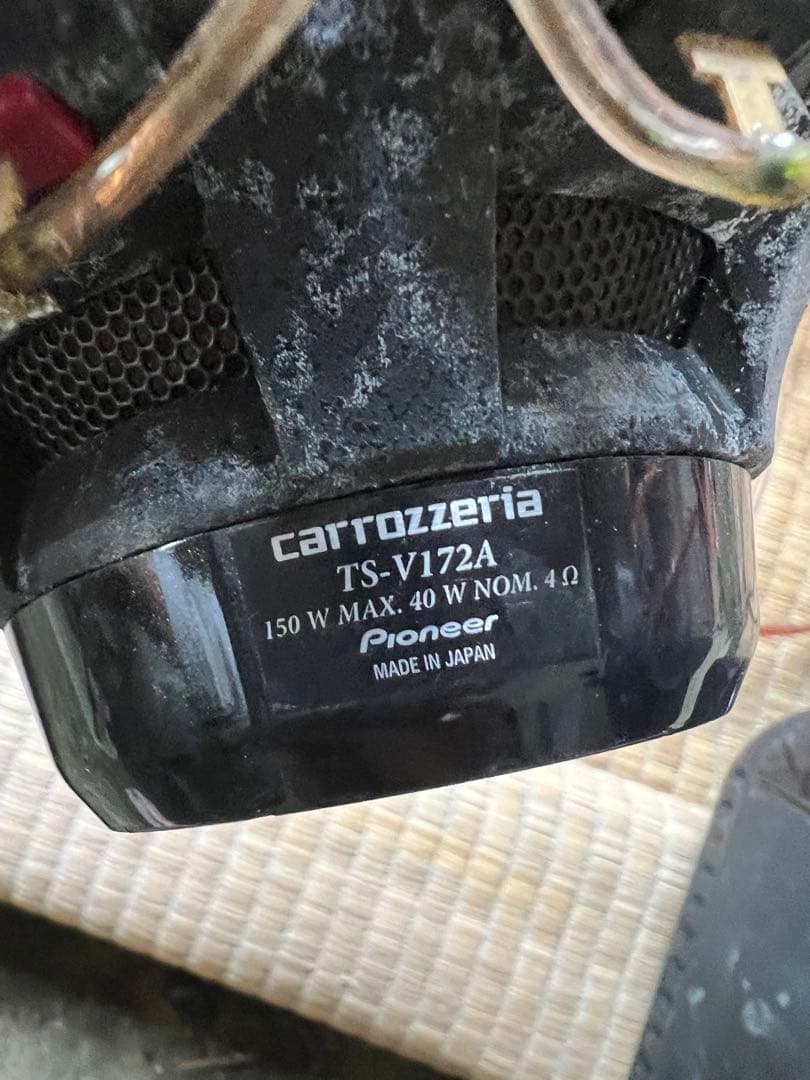 carrozzeria
TS-V172A
150 W MAX. 40 W NOM. 4 Ω
Pioneer
MADE IN JAPAN